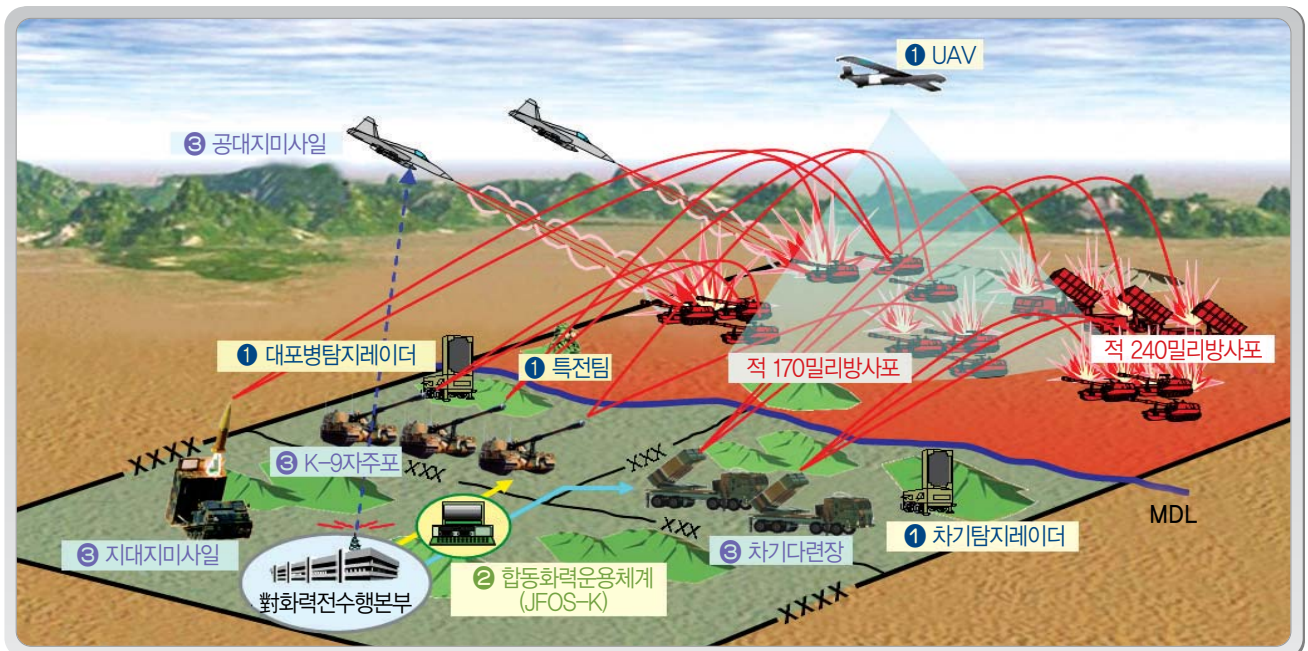 ❶ UAV
❸ 공대지미사일
❶ 대포병탐지레이더
❶ 특전팀
적 170밀리방사포
적 240밀리방사포
XXXX
❸ K-9자주포
XXX
XXX
XXX
MDL
❸ 지대지미사일
對화력전수행본부
❷ 합동화력운용체계
(JFOS-K)
❸ 차기다련장
❶ 차기탐지레이더
XXXX